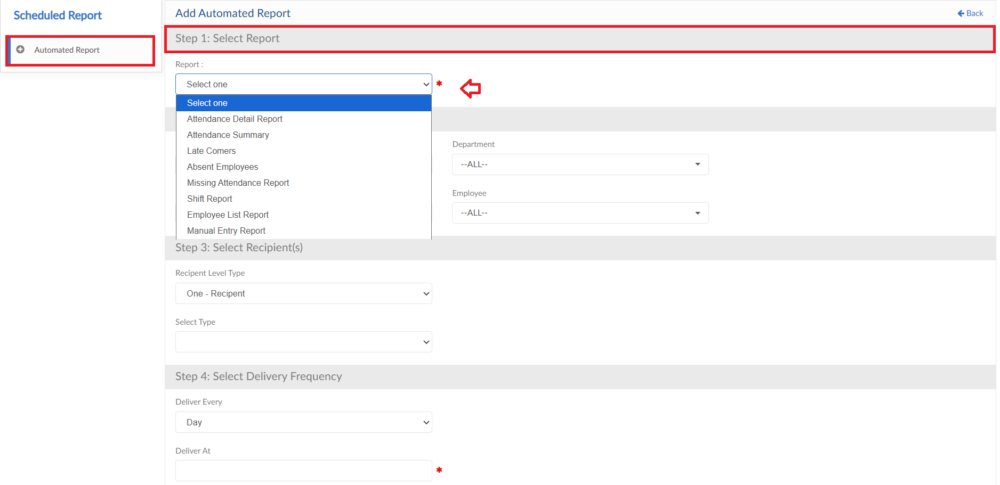 Scheduled Report
Automated Report
Add Automated Report
Back
Step 1: Select Report
Report :
Select one
*
Select one
Attendance Detail Report
Attendance Summary
Late Comers
Absent Employees
Missing Attendance Report
Shift Report
Employee List Report
Manual Entry Report
Department
--ALL--
Employee
--ALL--
Step 3: Select Recipient(s)
Recipent Level Type
One - Recipent
Select Type
Step 4: Select Delivery Frequency
Deliver Every
Day
Deliver At
*